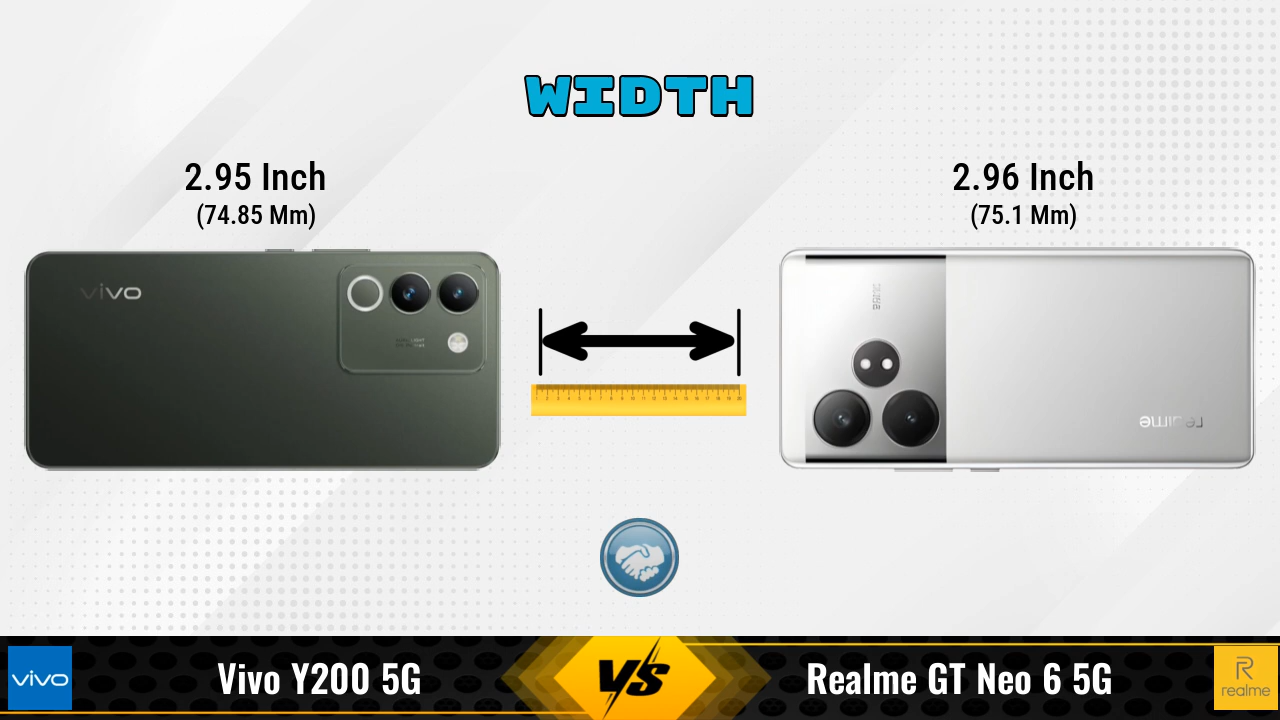 WIDTH
2.95 Inch
(74.85 Mm)
2.96 Inch
(75.1 Mm)
vivo
realme
vivo
Vivo Y200 5G
VS
Realme GT Neo 6 5G
R
realme